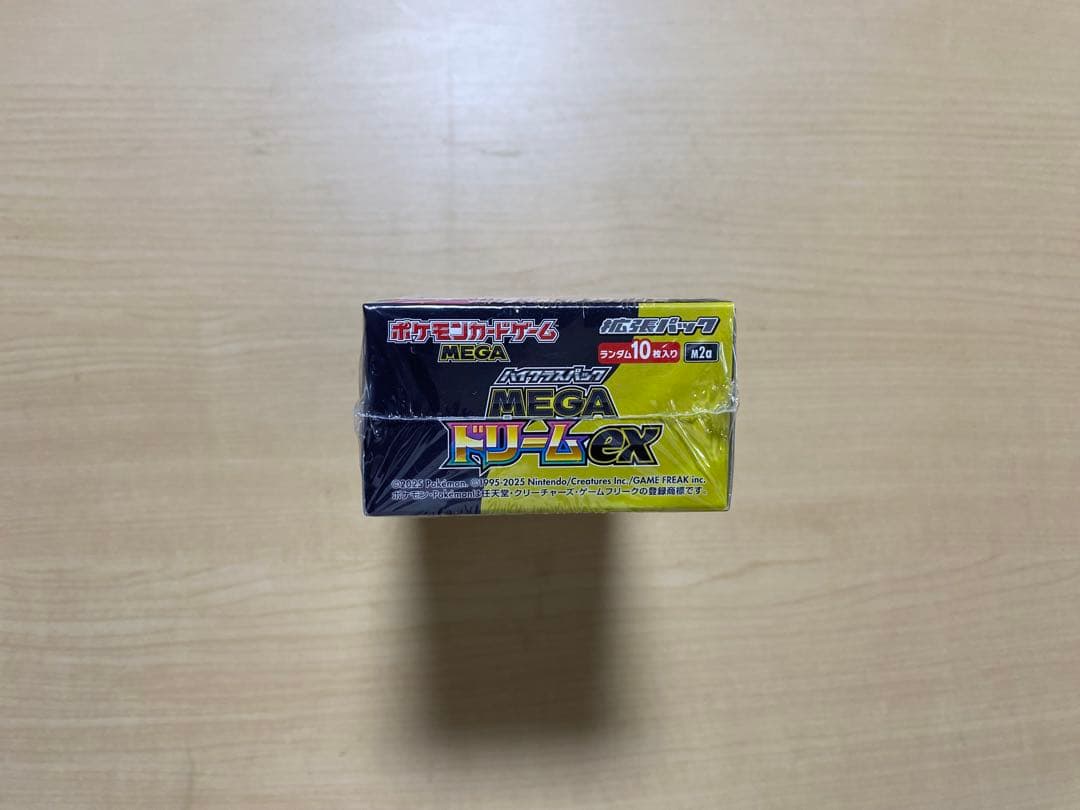 ポケモンカードゲーム
MEGA
拡張パック
ランダム10枚入り M2a
ハイクラスパック
MEGA
ドリームex
©2025 Pokémon. ©1995-2025 Nintendo/Creatures Inc./GAME FREAK inc.
ポケモン・Pokémonは任天堂・クリーチャーズ・ゲームフリークの登録商標です。